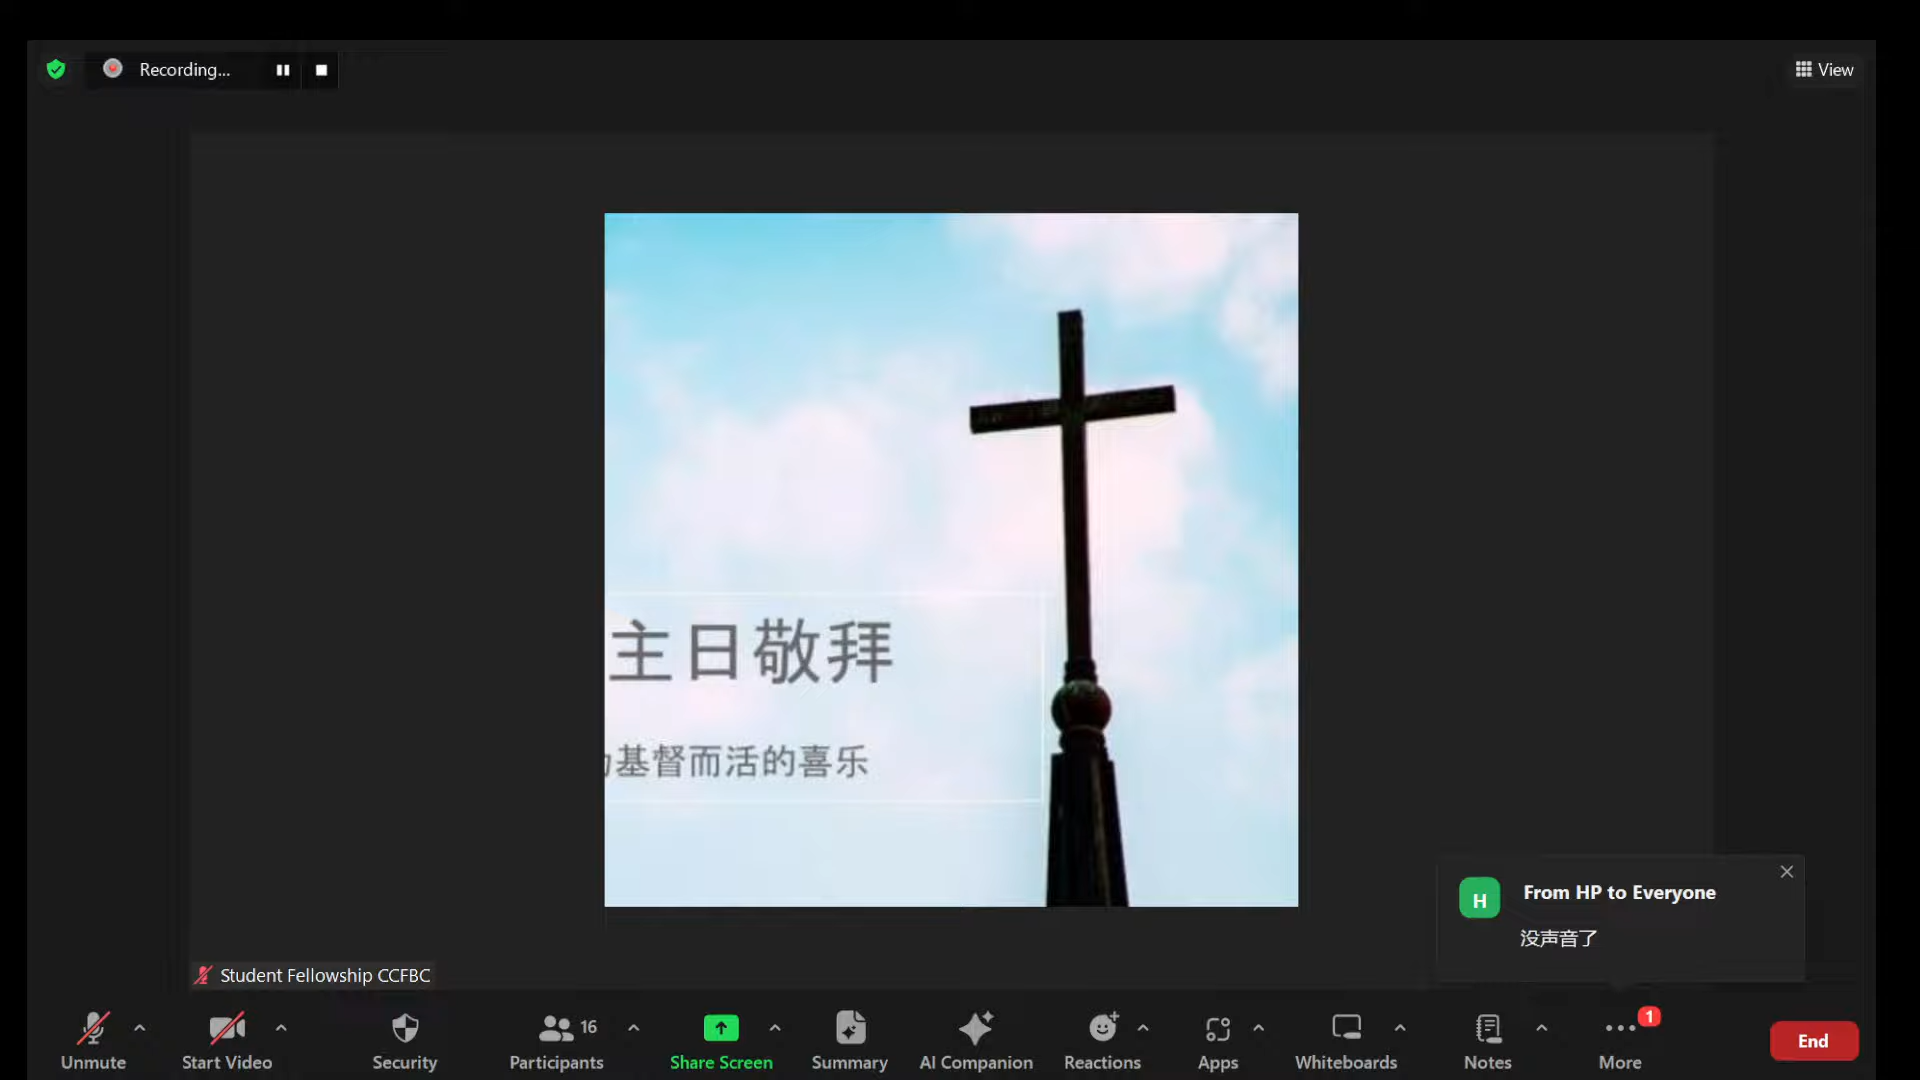 Recording...
View
主日敬拜
基督而活的喜乐
H
From HP to Everyone
没声音了
Student Fellowship CCFBC
16
1
Unmute
Start Video
Security
Participants
Share Screen
Summary
AI Companion
Reactions
Apps
Whiteboards
Notes
More
End